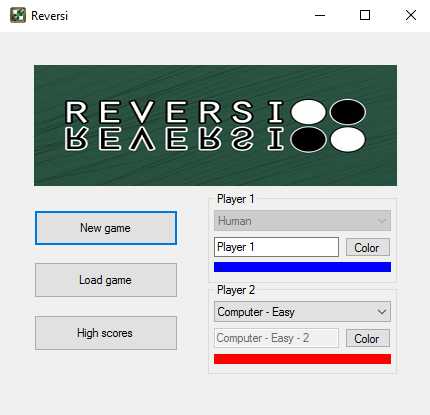 Reversi
REVERSI
REVERSI
New game
Load game
High scores
Player 1
Human
Player 1
Color
Player 2
Computer - Easy
Computer - Easy - 2
Color